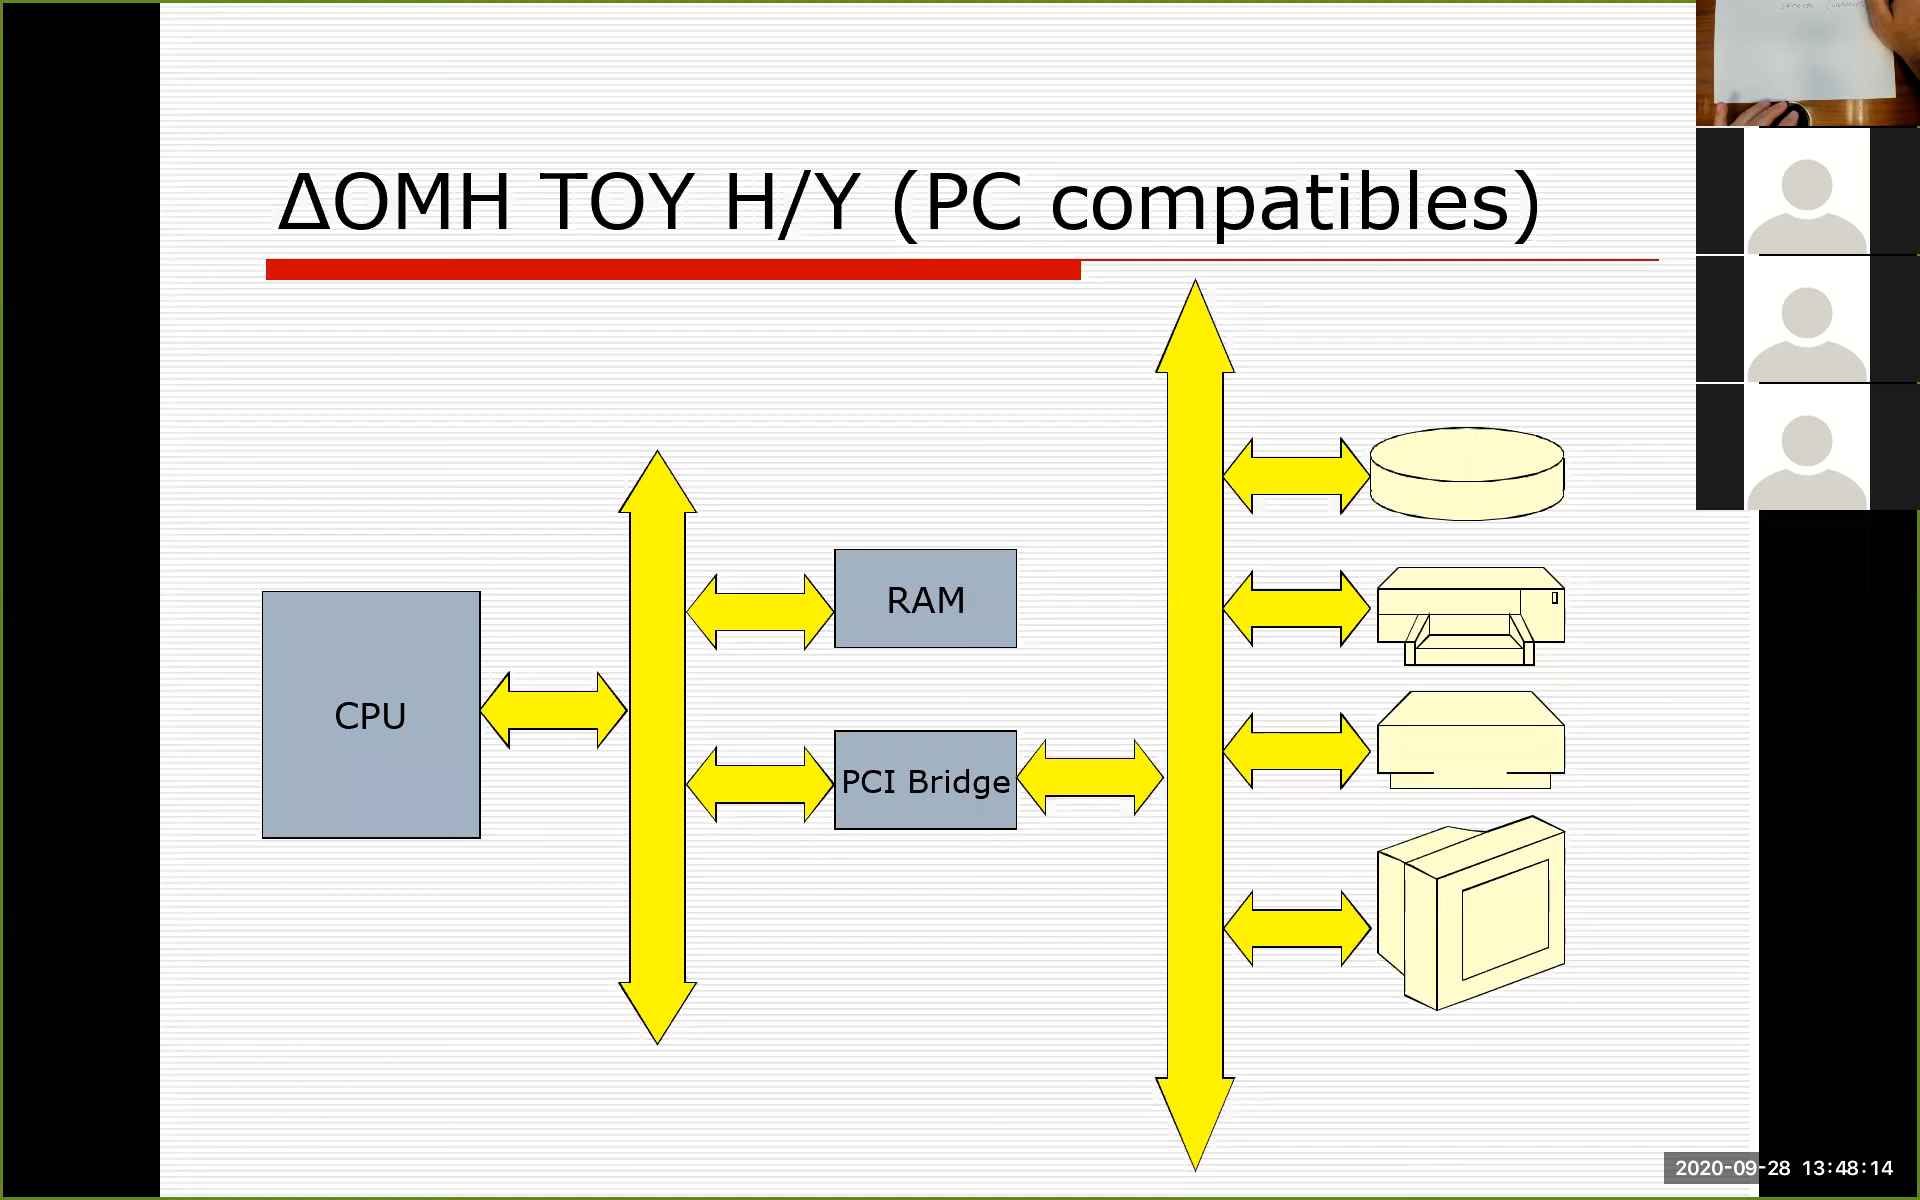 ΔΟΜΗ ΤΟΥ Η/Υ (PC compatibles)
RAM
CPU
PCI Bridge
2020-09-28 13:48:14